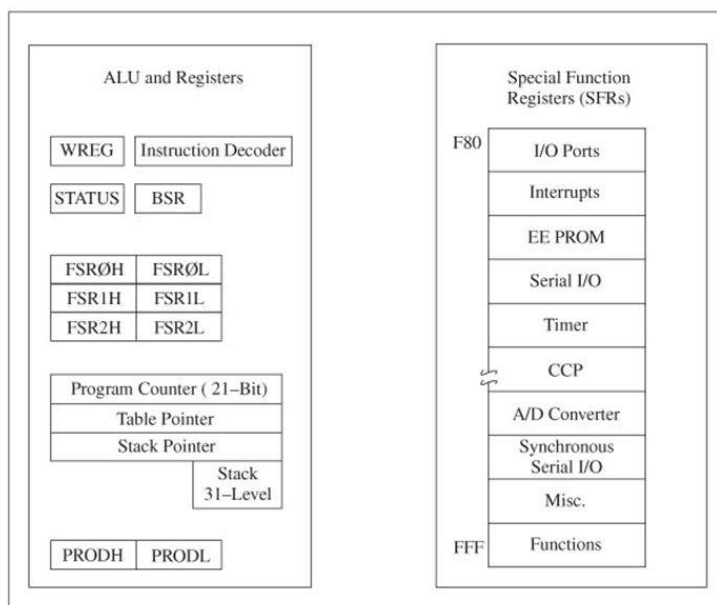 ALU and Registers
WREG
Instruction Decoder
STATUS
BSR
FSRØH
FSRØL
FSR1H
FSR1L
FSR2H
FSR2L
Program Counter ( 21–Bit)
Table Pointer
Stack Pointer
Stack
31–Level
PRODH
PRODL
Special Function
Registers (SFRs)
F80
I/O Ports
Interrupts
EE PROM
Serial I/O
Timer
CCP
A/D Converter
Synchronous
Serial I/O
Misc.
FFF
Functions